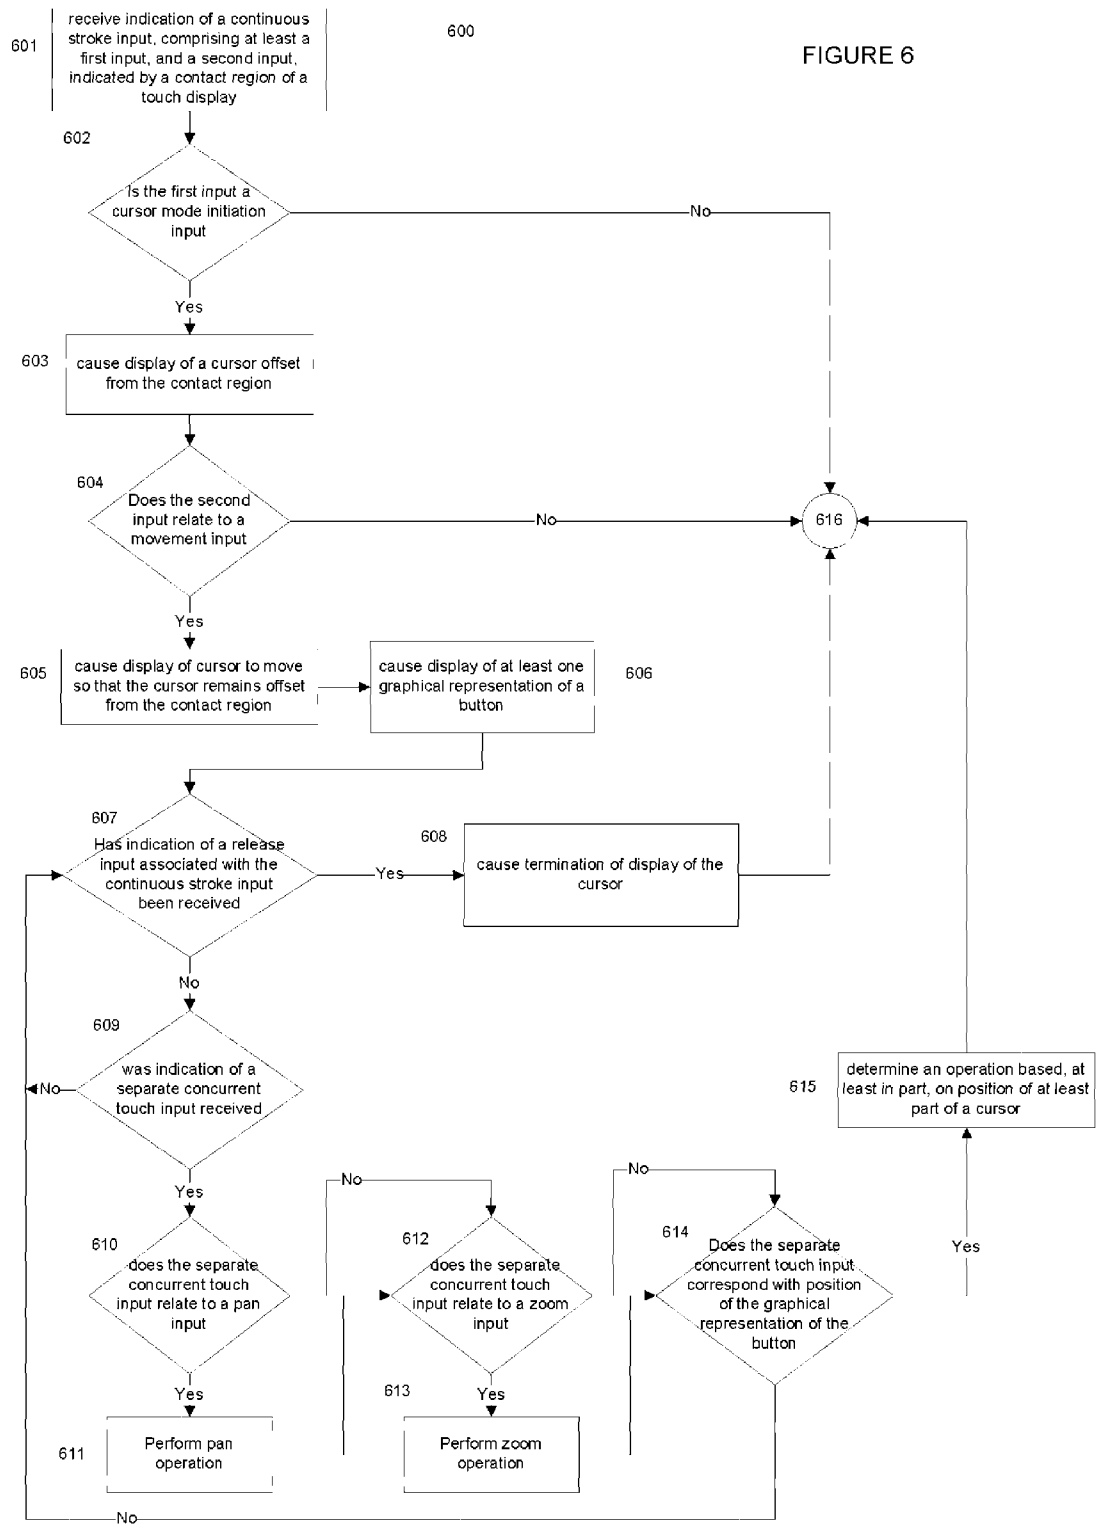 receive indication of a continuous
stroke input, comprising at least a
first input, and a second input,
indicated by a contact region of a
touch display
601
600
FIGURE 6
602
Is the first input a
cursor mode initiation
input
No
Yes
603
cause display of a cursor offset
from the contact region
604
Does the second
input relate to a
movement input
No
616
Yes
605
cause display of cursor to move
so that the cursor remains offset
from the contact region
cause display of at least one
graphical representation of a
button
606
607
Has indication of a release
input associated with the
continuous stroke input
been received
Yes
608
cause termination of display of the
cursor
No
609
was indication of a
separate concurrent
touch input received
No
615
determine an operation based, at
least in part, on position of at least
part of a cursor
Yes
No
No
610
does the separate
concurrent touch
input relate to a pan
input
612
does the separate
concurrent touch
input relate to a zoom
input
614
Does the separate
concurrent touch input
correspond with position
of the graphical
representation of the
button
Yes
Yes
611
Perform pan
operation
Yes
613
Perform zoom
operation
No